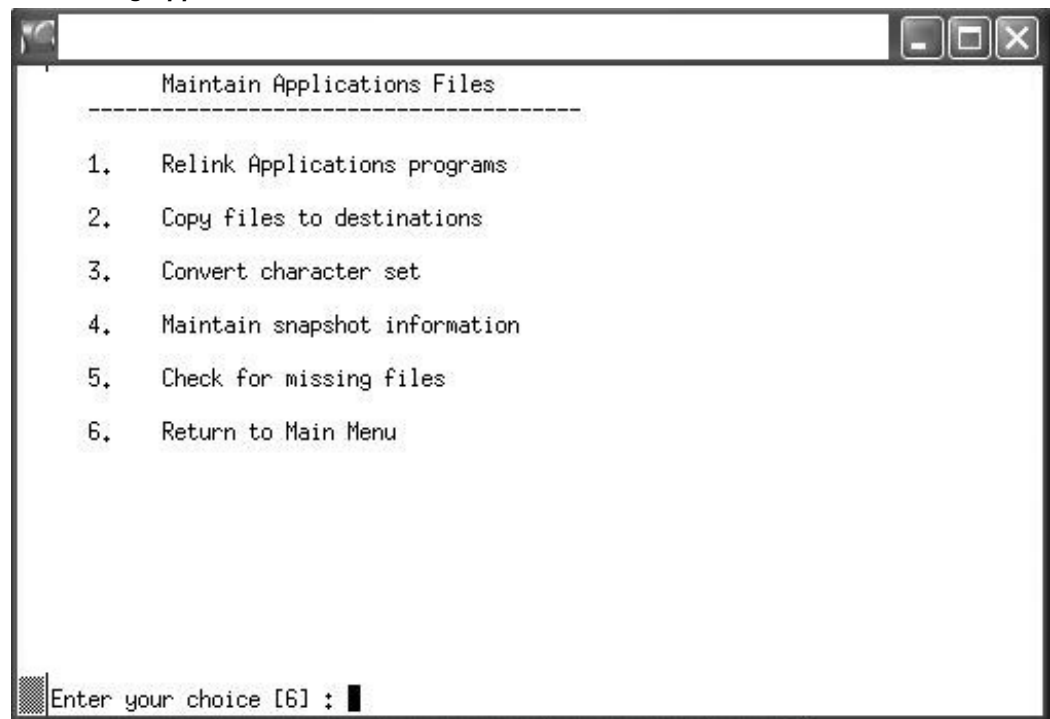 Maintain Applications Files
----------------------------------------
1. Relink Applications programs
2. Copy files to destinations
3. Convert character set
4. Maintain snapshot information
5. Check for missing files
6. Return to Main Menu
Enter your choice [6] :